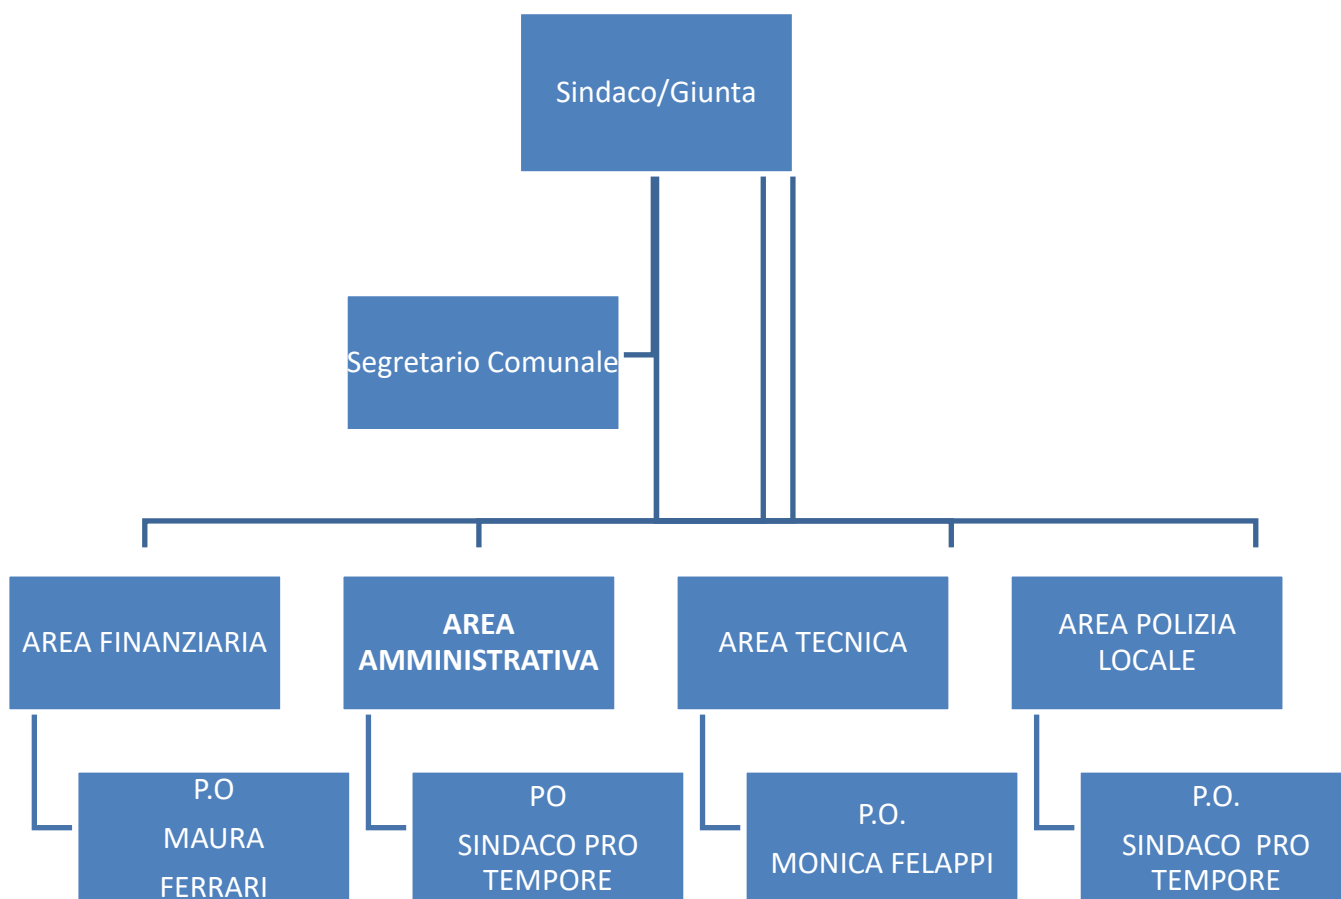 Sindaco/Giunta
Segretario Comunale
AREA FINANZIARIA
AREA
AMMINISTRATIVA
AREA TECNICA
AREA POLIZIA
LOCALE
P.O
MAURA
FERRARI
PO
SINDACO PRO
TEMPORE
P.O.
MONICA FELAPPI
P.O.
SINDACO  PRO
TEMPORE